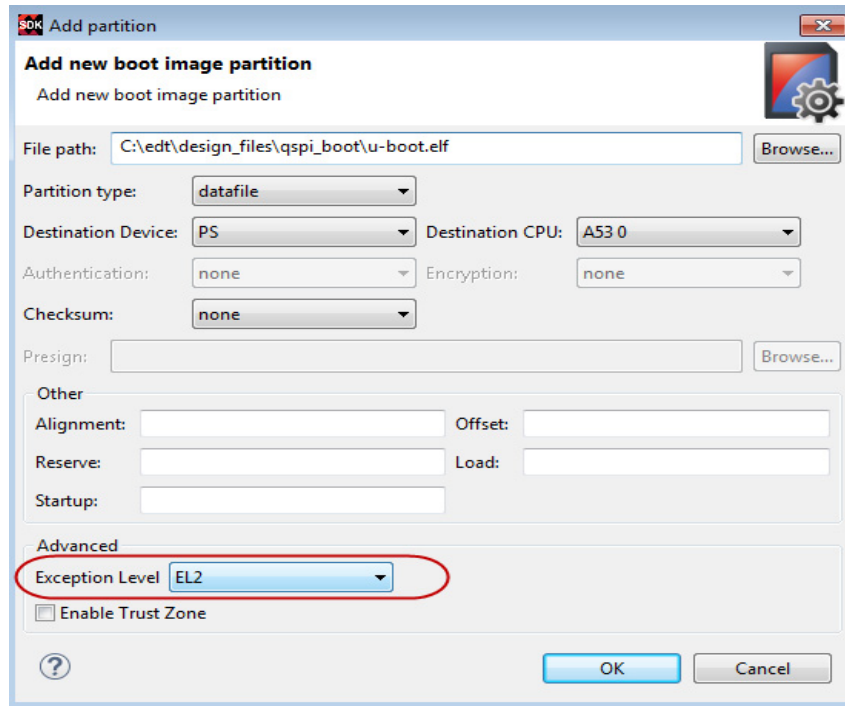 SDK Add partition
Add new boot image partition
Add new boot image partition
File path: C:\edt\design_files\qspi_boot\u-boot.elf Browse...
Partition type: datafile
Destination Device: PS Destination CPU: A53 0
Authentication: none Encryption: none
Checksum: none
Presign: Browse...
Other
Alignment: Offset:
Reserve: Load:
Startup:
Advanced
Exception Level EL2
Enable Trust Zone
? OK Cancel